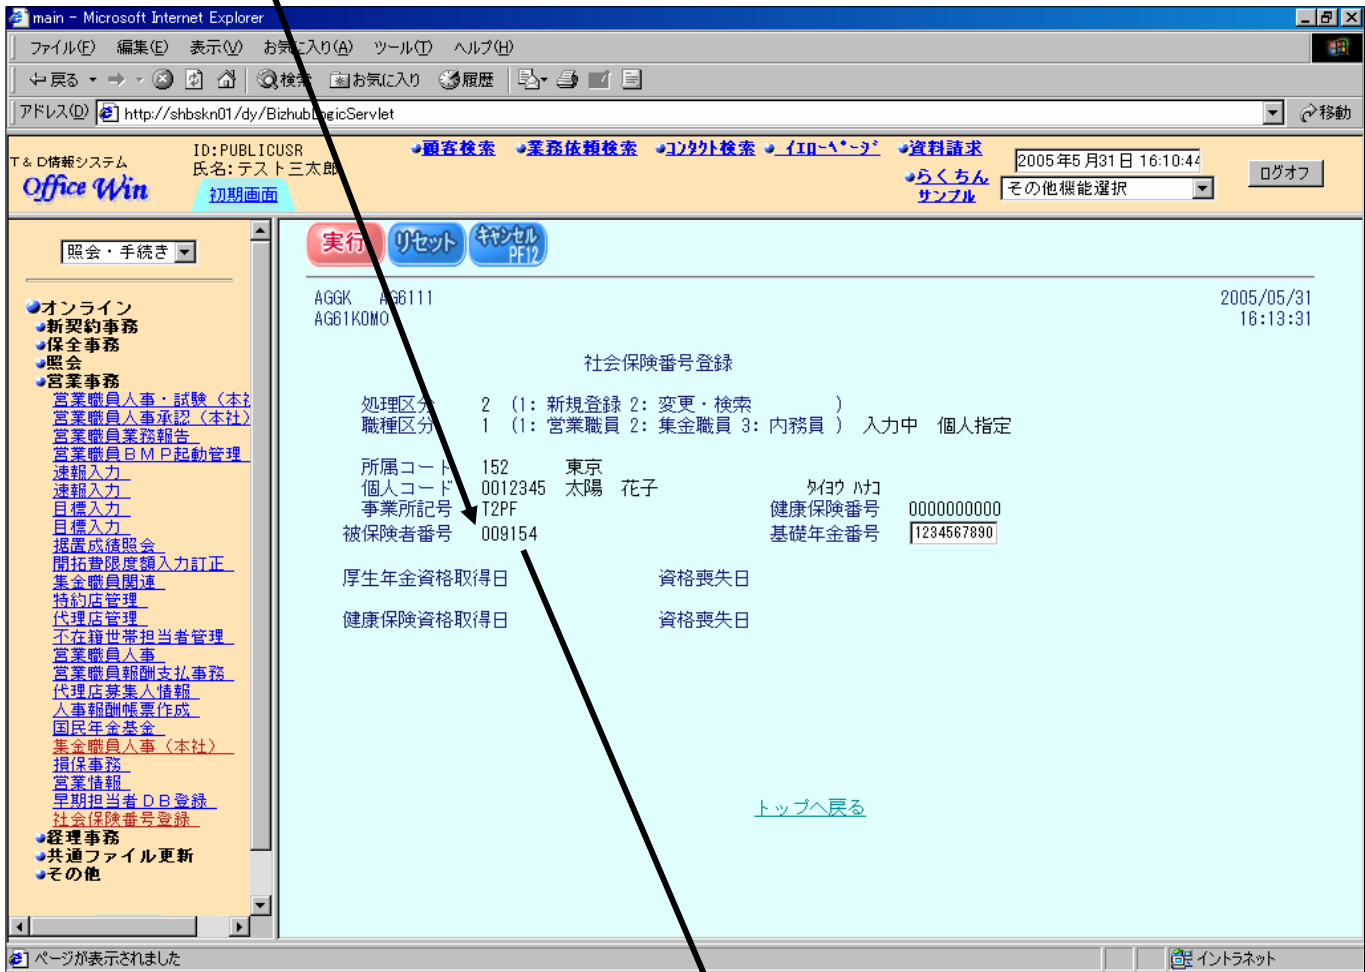 main - Microsoft Internet Explorer
ファイル(F) 編集(E) 表示(V) お気に入り(A) ツール(T) ヘルプ(H)
戻る 検索 お気に入り 履歴
アドレス(D) http://shbskn01/dy/BizhubLogicServlet 移動
T&D情報システム
Office Win
ID:PUBLICUSR
氏名:テスト三太郎
初期画面
顧客検索 業務依頼検索 コンタクト検索 イエローページ 資料請求
らくちん
サンプル
2005年5月31日 16:10:44
その他機能選択
ログオフ
照会・手続き
オンライン
新契約事務
保全事務
照会
営業事務
営業職員人事・試験(本社
営業職員人事承認(本社)
営業職員業務報告
営業職員BMP起動管理
速報入力
速報入力
目標入力
目標入力
据置成績照会
開拓費限度額入力訂正
集金職員関連
特約店管理
代理店管理
不在籍世帯担当者管理
営業職員人事
営業職員報酬支払事務
代理店募集人情報
人事報酬帳票作成
国民年金基金
集金職員人事(本社)
損保事務
営業情報
早期担当者DB登録
社会保険番号登録
経理事務
共通ファイル更新
その他
実行 リセット キャンセル PF12
AGGK AG6111 2005/05/31
AG61KOMO 16:13:31
社会保険番号登録
処理区分 2 (1: 新規登録 2: 変更・検索 )
職種区分 1 (1: 営業職員 2: 集金職員 3: 内務員 ) 入力中 個人指定
所属コード 152 東京
個人コード 0012345 太陽 花子 タイヨウ ハナコ
事業所記号 T2PF 健康保険番号 0000000000
被保険者番号 009154 基礎年金番号 1234567890
厚生年金資格取得日 資格喪失日
健康保険資格取得日 資格喪失日
トップへ戻る
ページが表示されました イントラネット